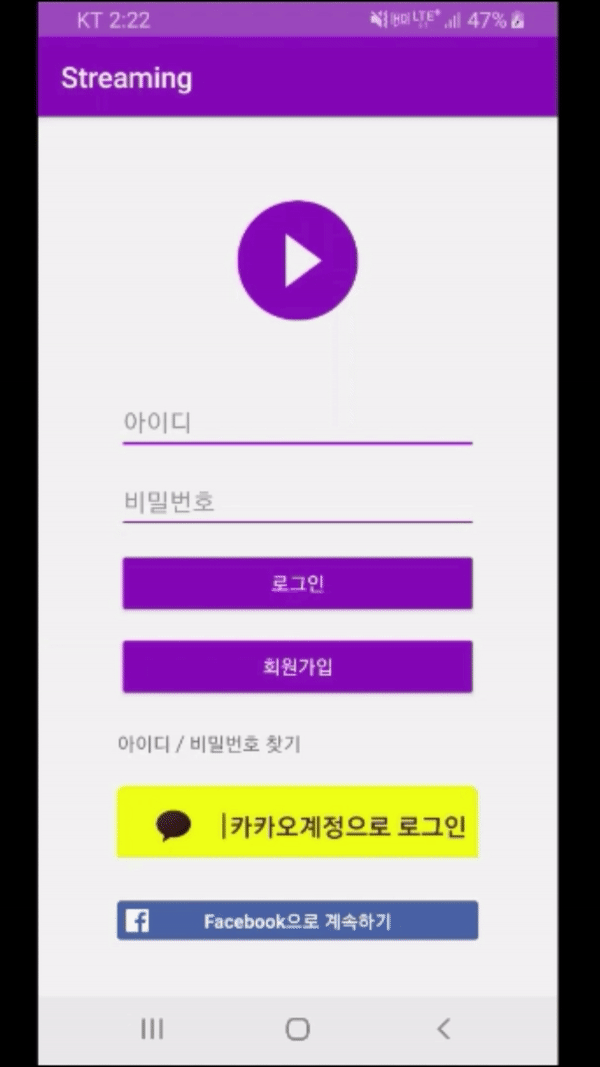 KT 2:22
LTE+ 47%
Streaming
아이디
비밀번호
로그인
회원가입
아이디 / 비밀번호 찾기
카카오계정으로 로그인
Facebook으로 계속하기